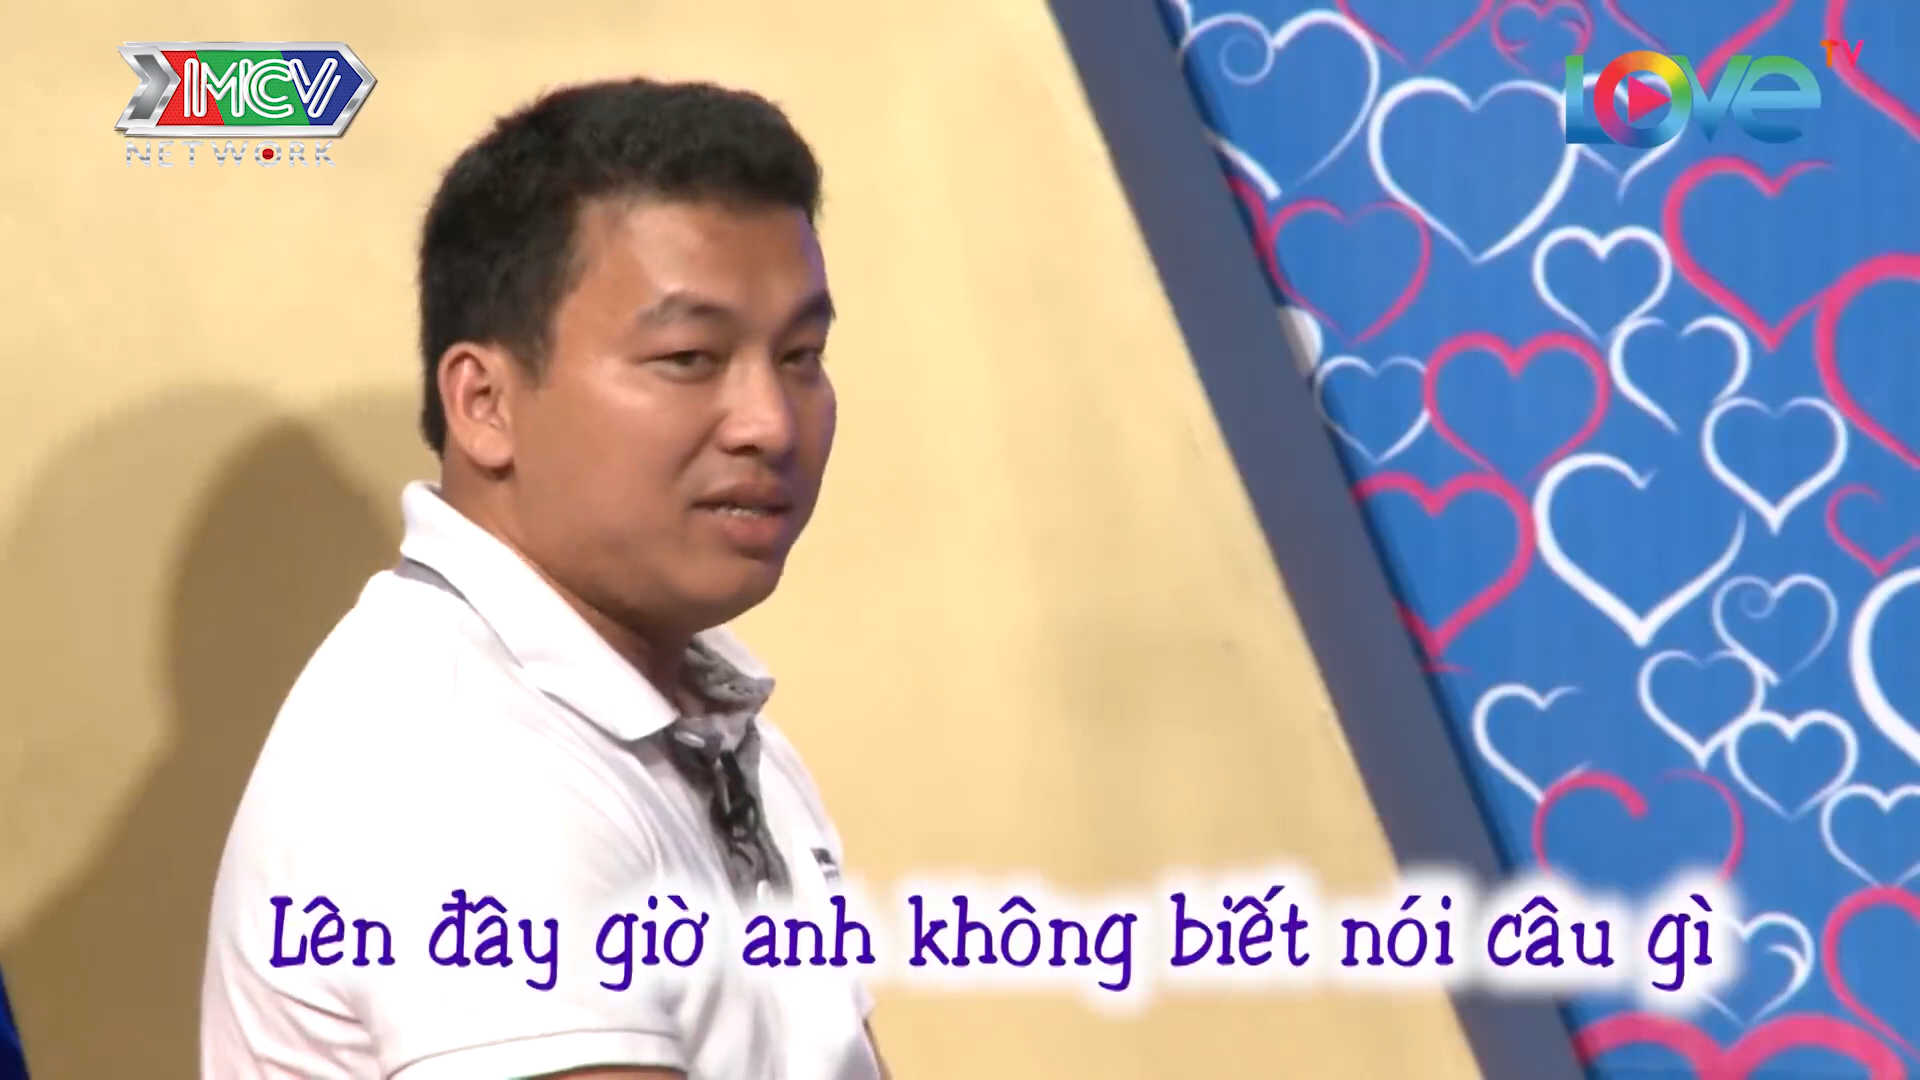 MCV
NETWORK
LOVE TV
Lên đây giờ anh không biết nói câu gì